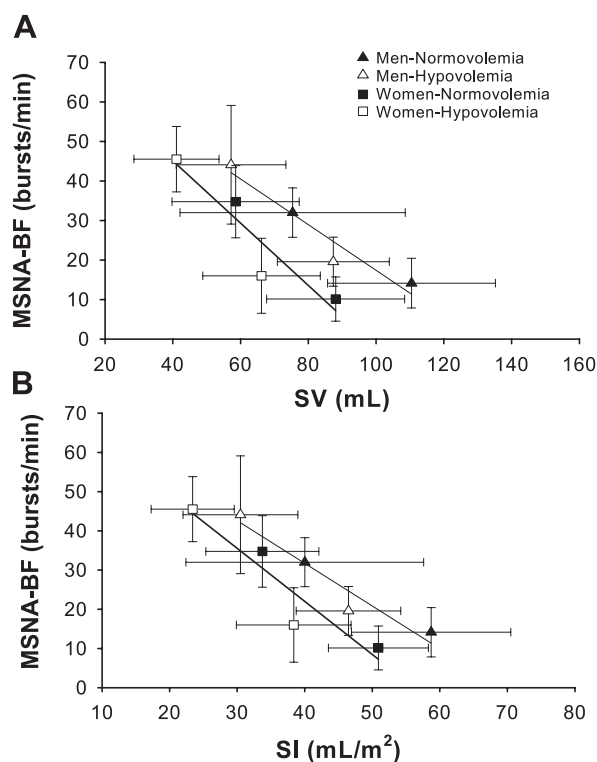 A
Men-Normovolemia
Men-Hypovolemia
Women-Normovolemia
Women-Hypovolemia
MSNA-BF (bursts/min)
70
60
50
40
30
20
10
0
20 40 60 80 100 120 140 160
SV (mL)
B
MSNA-BF (bursts/min)
70
60
50
40
30
20
10
0
10 20 30 40 50 60 70 80
SI (mL/m²)